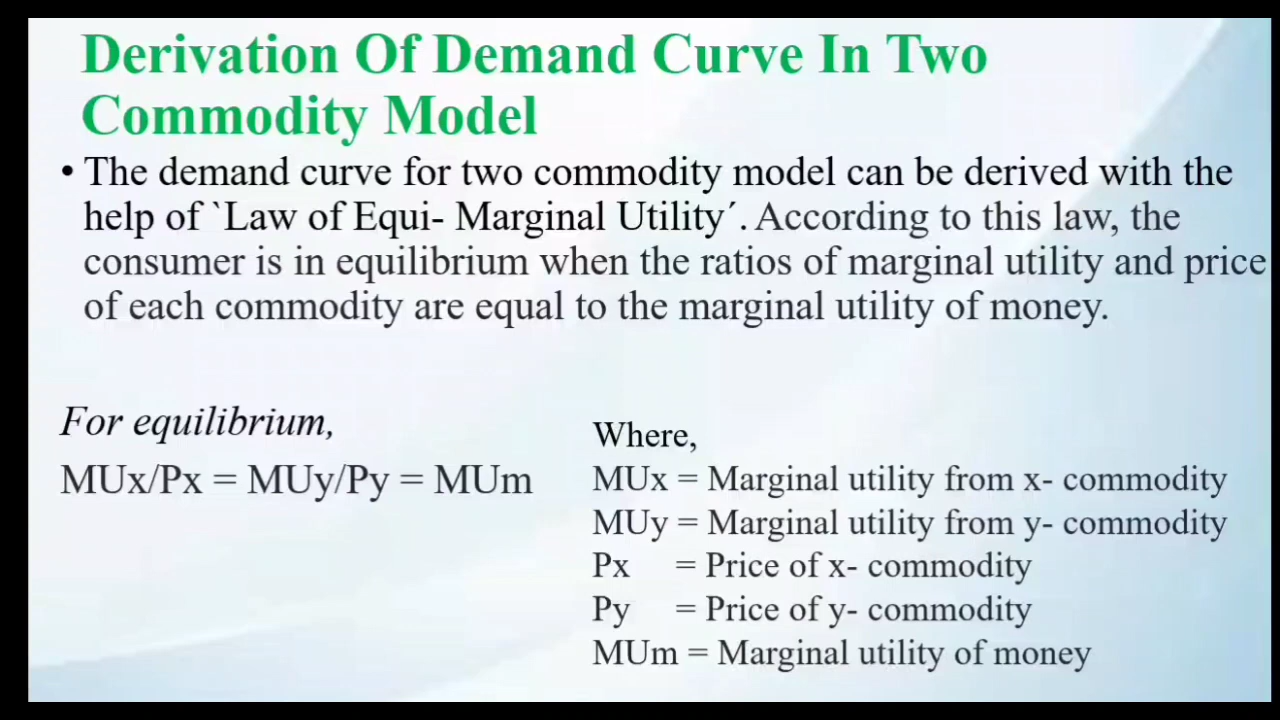 Derivation Of Demand Curve In Two
Commodity Model
• The demand curve for two commodity model can be derived with the
help of `Law of Equi- Marginal Utility´. According to this law, the
consumer is in equilibrium when the ratios of marginal utility and price
of each commodity are equal to the marginal utility of money.
For equilibrium,
MUx/Px = MUy/Py = MUm
Where,
MUx = Marginal utility from x- commodity
MUy = Marginal utility from y- commodity
Px = Price of x- commodity
Py = Price of y- commodity
MUm = Marginal utility of money